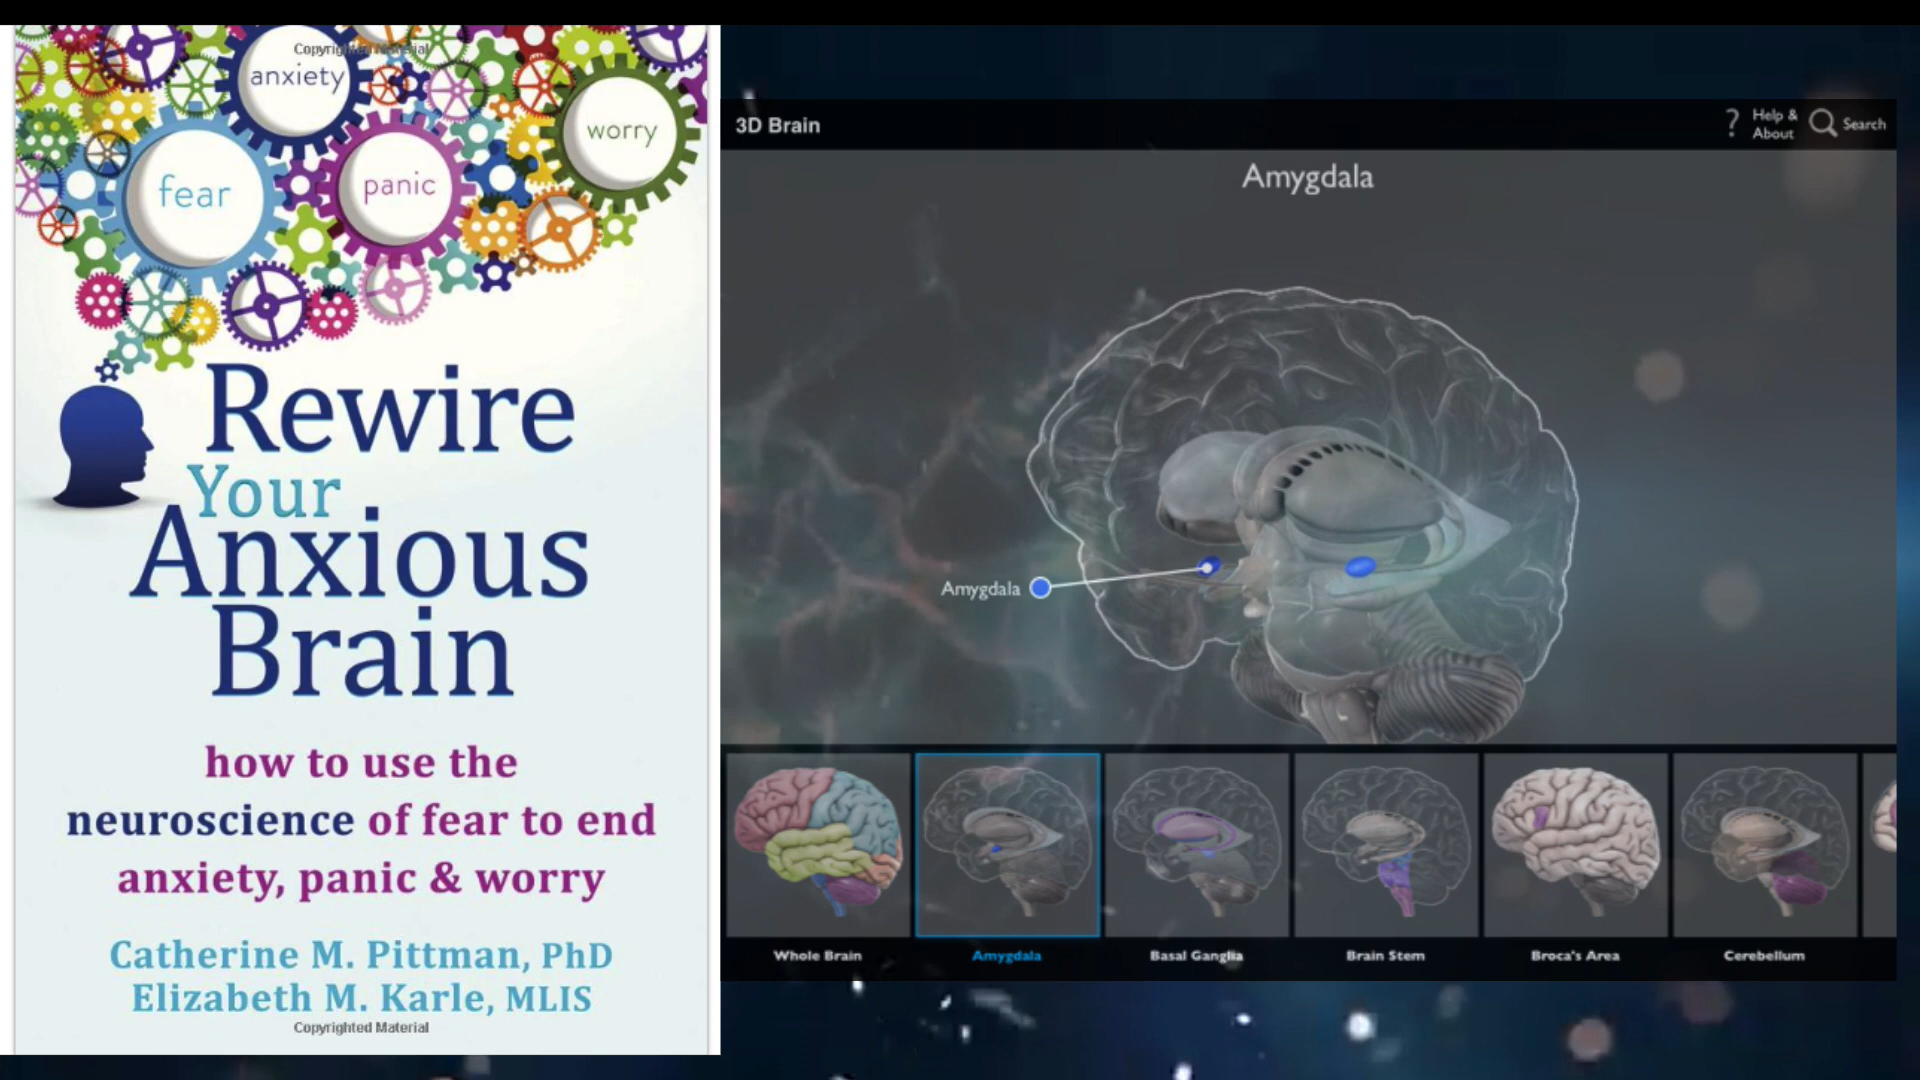 Copyrighted Material
anxiety
worry
fear
panic
Rewire
Your
Anxious
Brain
how to use the
neuroscience of fear to end
anxiety, panic & worry
Catherine M. Pittman, PhD
Elizabeth M. Karle, MLIS
Copyrighted Material
3D Brain
? Help &
About
Search
Amygdala
Amygdala
Whole Brain
Amygdala
Basal Ganglia
Brain Stem
Broca's Area
Cerebellum